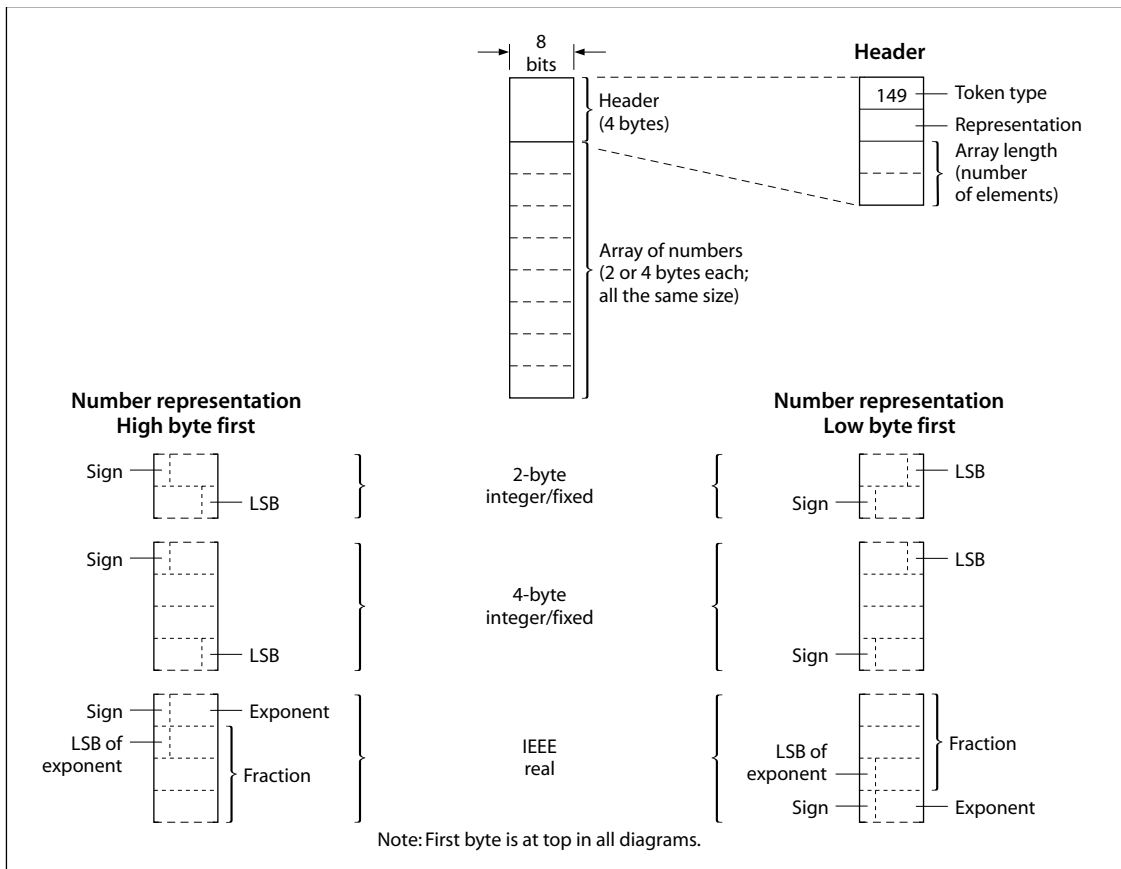 8
bits
Header
(4 bytes)
Array of numbers
(2 or 4 bytes each;
all the same size)
Header
149
Token type
Representation
Array length
(number
of elements)
Number representation
High byte first
Number representation
Low byte first
Sign
LSB
2-byte
integer/fixed
LSB
Sign
Sign
LSB
4-byte
integer/fixed
LSB
Sign
Sign
Exponent
LSB of
exponent
Fraction
IEEE
real
Fraction
LSB of
exponent
Sign
Exponent
Note: First byte is at top in all diagrams.